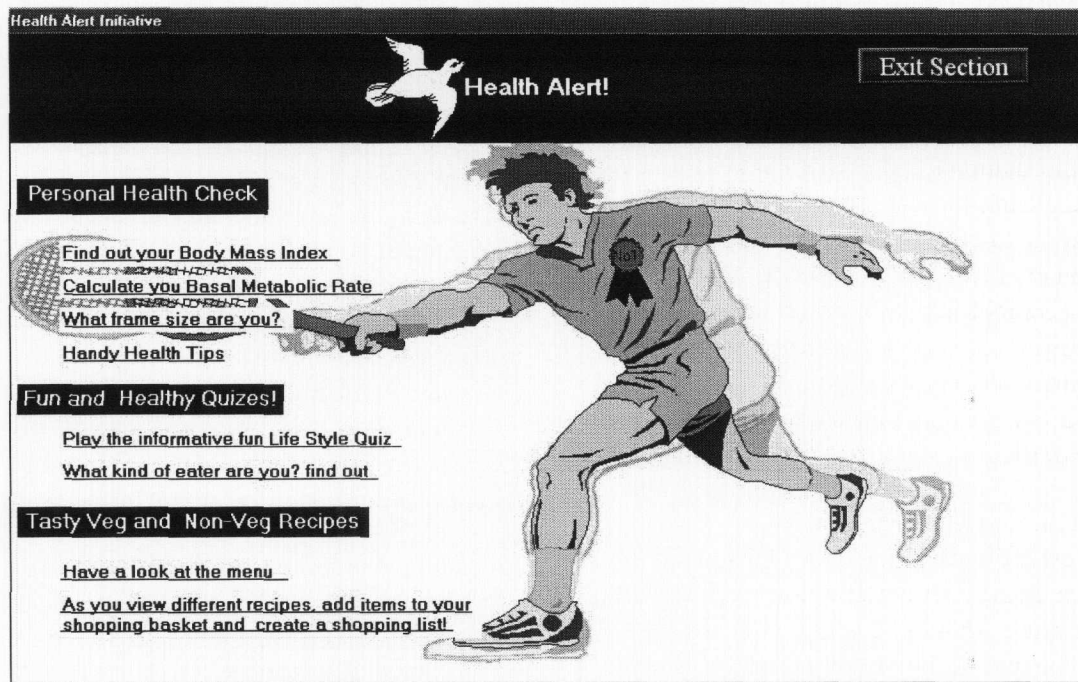 Health Alert Initiative
Health Alert!
Exit Section
Personal Health Check
Find out your Body Mass Index
Calculate you Basal Metabolic Rate
What frame size are you?
Handy Health Tips
No1
Fun and Healthy Quizes!
Play the informative fun Life Style Quiz
What kind of eater are you? find out
Tasty Veg and Non-Veg Recipes
Have a look at the menu
As you view different recipes, add items to your
shopping basket and create a shopping list!